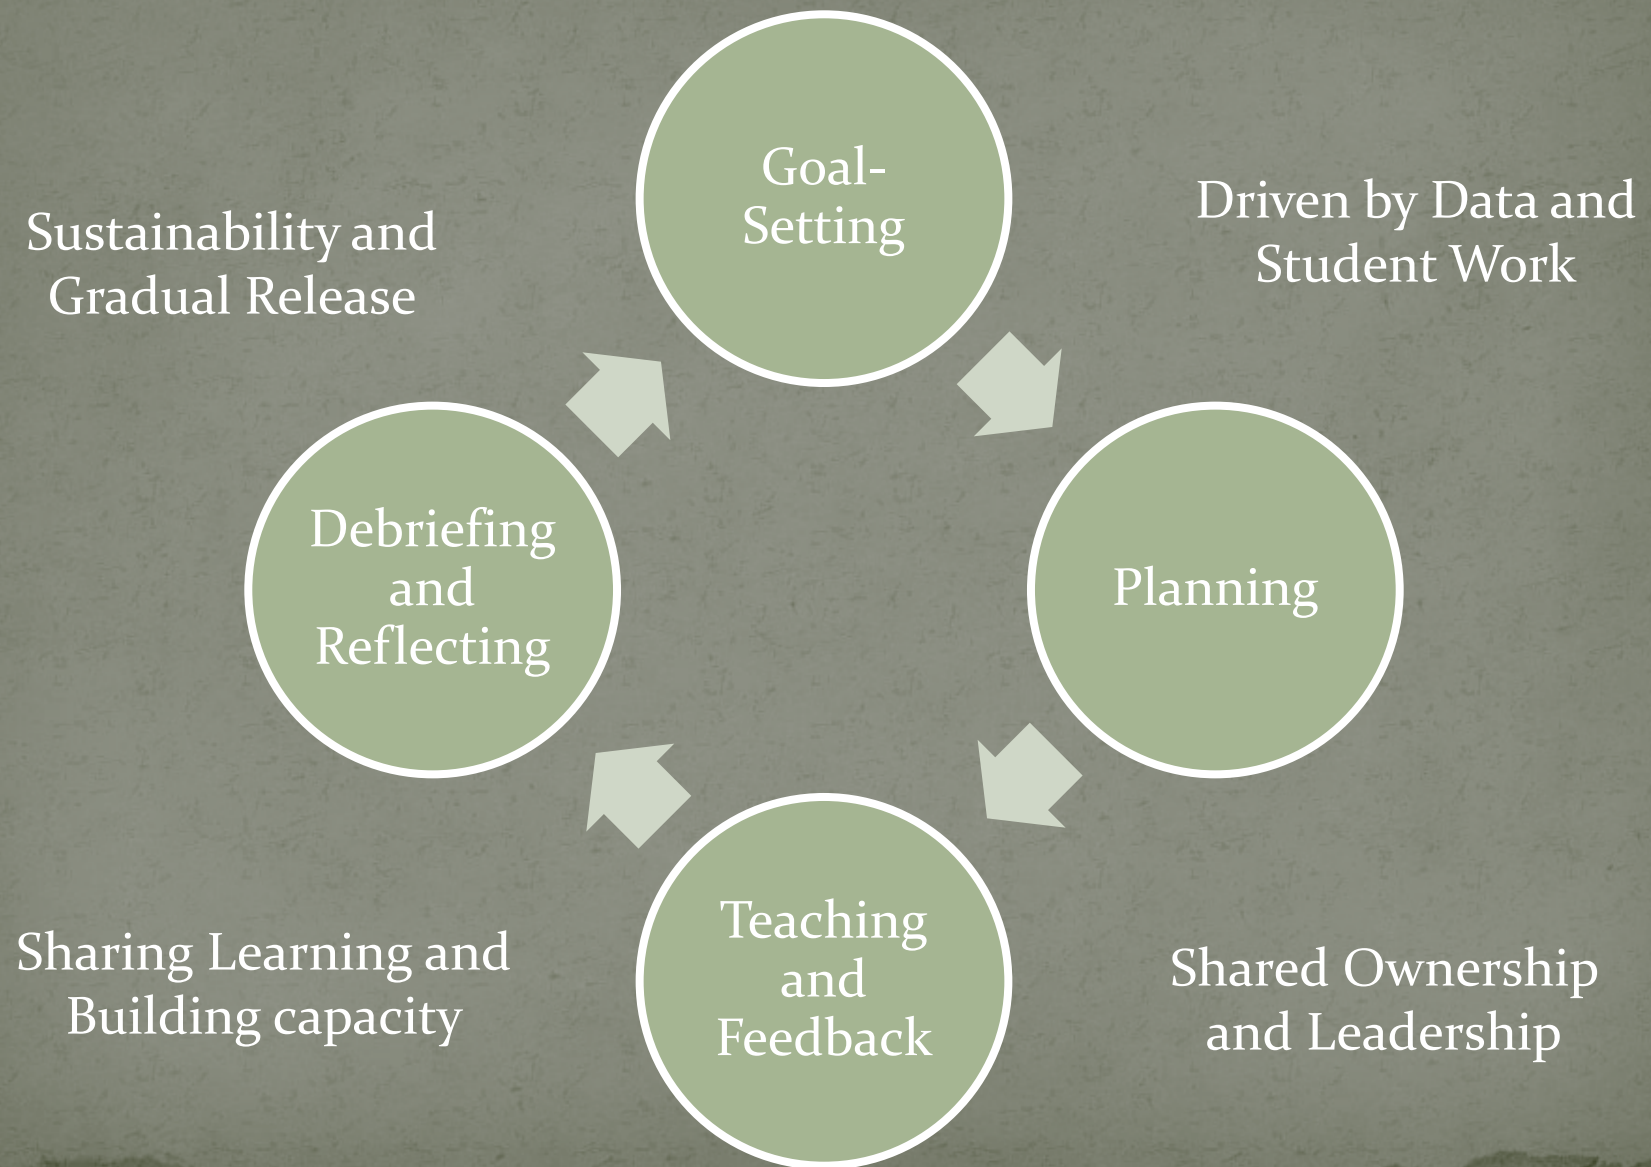 Goal-
Setting
Driven by Data and
Student Work
Sustainability and
Gradual Release
Debriefing
and
Reflecting
Planning
Teaching
and
Feedback
Sharing Learning and
Building capacity
Shared Ownership
and Leadership